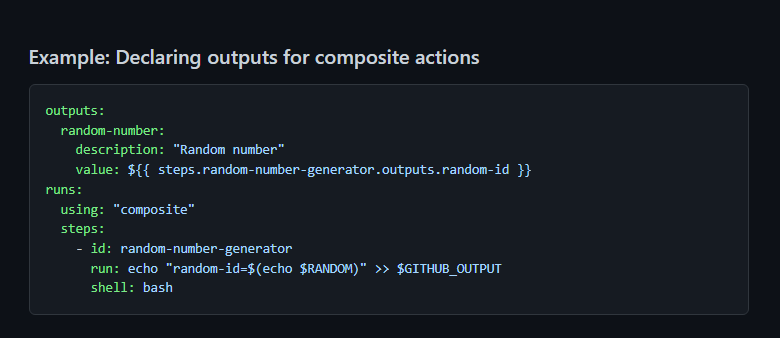 Example: Declaring outputs for composite actions
outputs:
  random-number:
    description: "Random number"
    value: ${{ steps.random-number-generator.outputs.random-id }}
runs:
  using: "composite"
  steps:
    - id: random-number-generator
      run: echo "random-id=$(echo $RANDOM)" >> $GITHUB_OUTPUT
      shell: bash